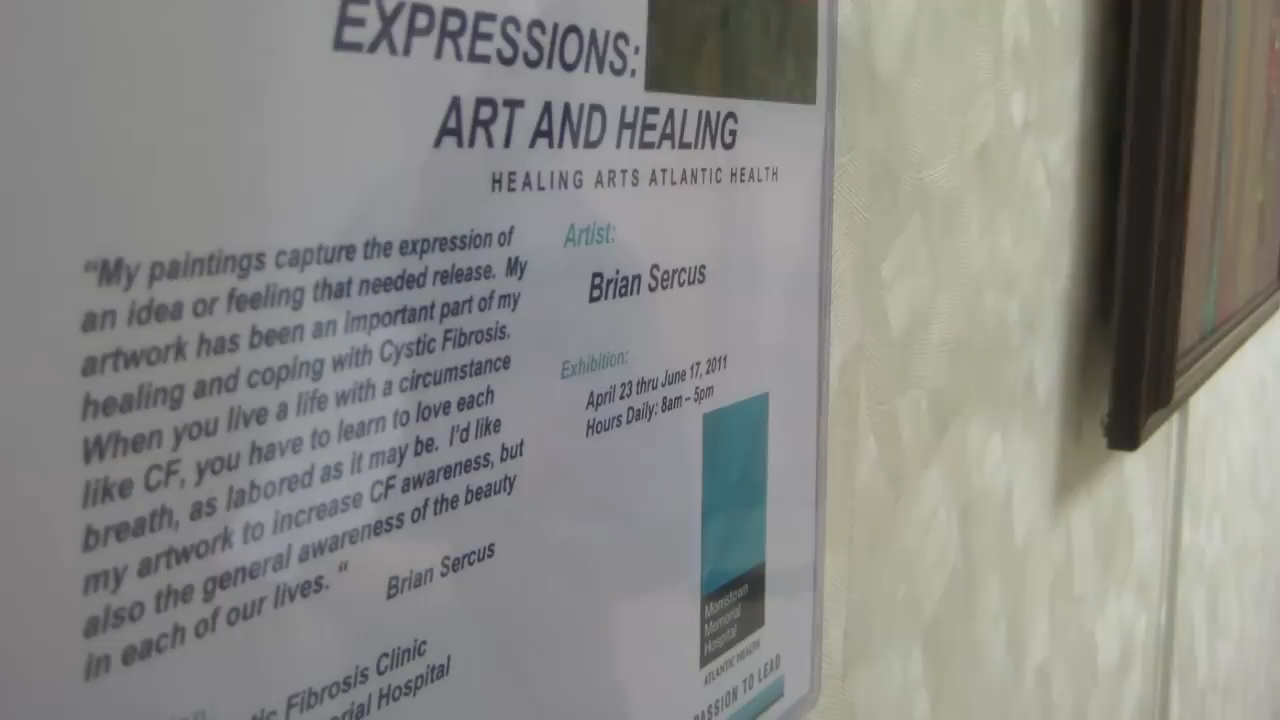 EXPRESSIONS:
ART AND HEALING
HEALING ARTS ATLANTIC HEALTH
“My paintings capture the expression of
an idea or feeling that needed release. My
artwork has been an important part of my
healing and coping with Cystic Fibrosis.
When you live a life with a circumstance
like CF, you have to learn to love each
breath, as labored as it may be. I’d like
my artwork to increase CF awareness, but
also the general awareness of the beauty
in each of our lives. “
Brian Sercus
Artist:
Brian Sercus
Exhibition:
April 23 thru June 17, 2011
Hours Daily: 8am – 5pm
Morristown
Memorial
Hospital
ATLANTIC HEALTH
TO LEAD
Fibrosis Clinic
Hospital